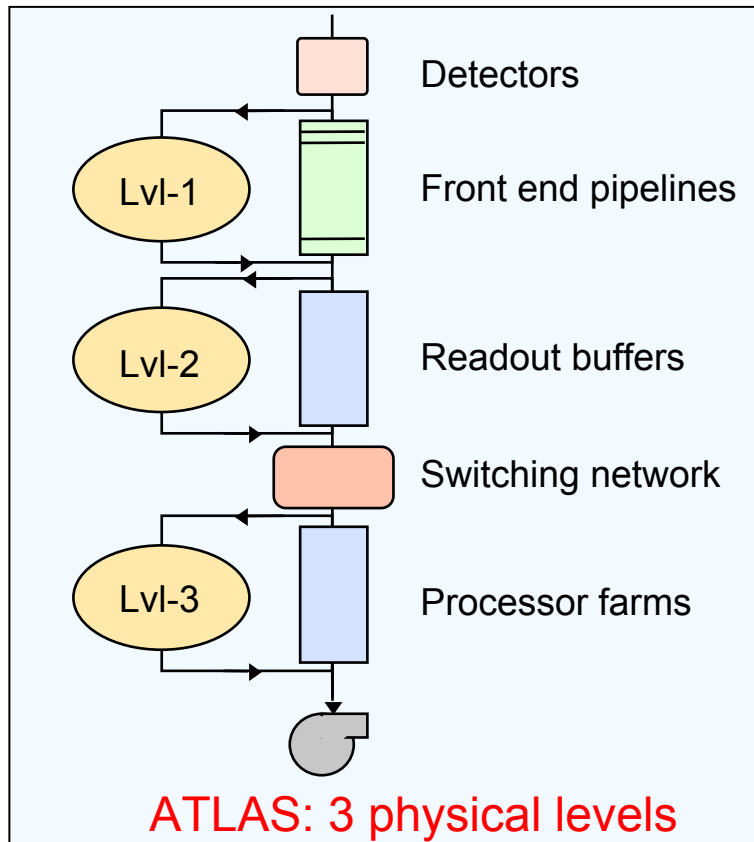 Detectors
Lvl-1
Front end pipelines
Lvl-2
Readout buffers
Switching network
Lvl-3
Processor farms
ATLAS: 3 physical levels